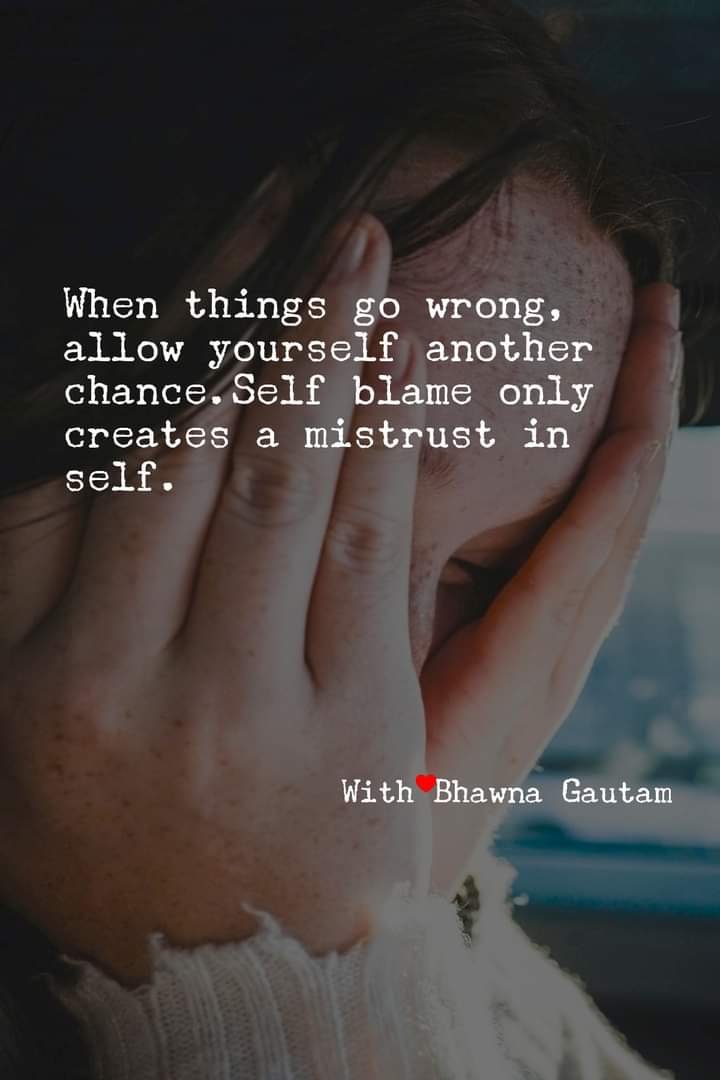 When things go wrong,
allow yourself another
chance.Self blame only
creates a mistrust in
self.
With❤Bhawna Gautam